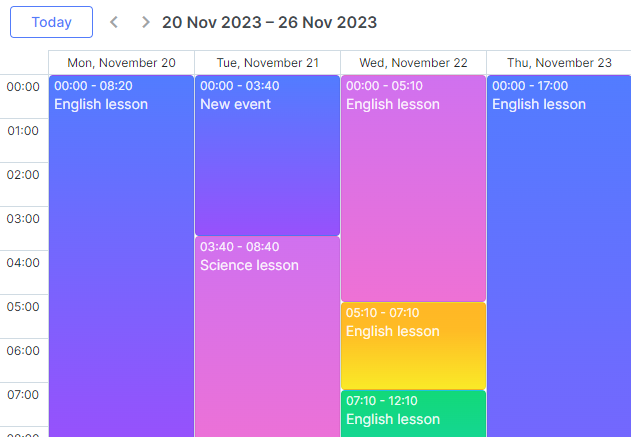 Today
20 Nov 2023 – 26 Nov 2023
Mon, November 20
Tue, November 21
Wed, November 22
Thu, November 23
00:00
01:00
02:00
03:00
04:00
05:00
06:00
07:00
00:00 - 08:20
English lesson
00:00 - 03:40
New event
03:40 - 08:40
Science lesson
00:00 - 05:10
English lesson
05:10 - 07:10
English lesson
07:10 - 12:10
English lesson
00:00 - 17:00
English lesson